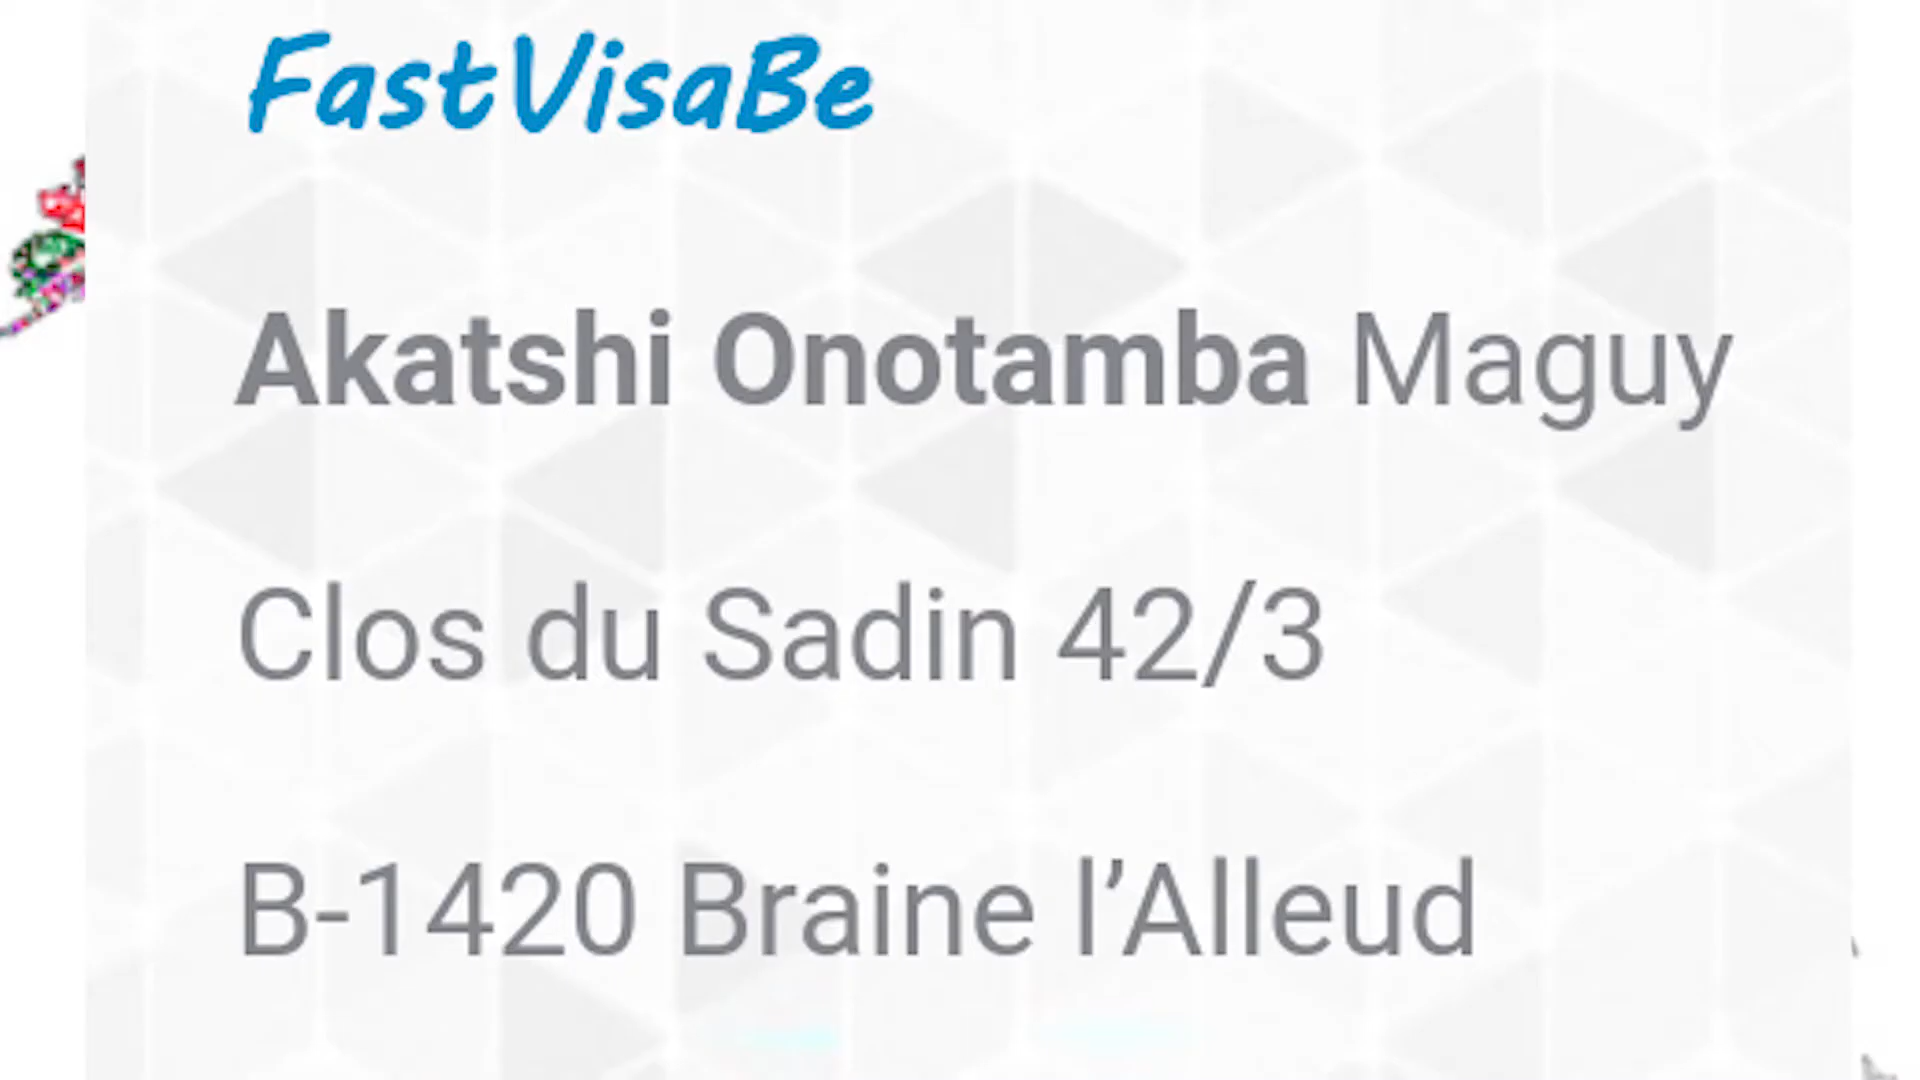 FastVisaBe
Akatshi Onotamba Maguy
Clos du Sadin 42/3
B-1420 Braine l’Alleud